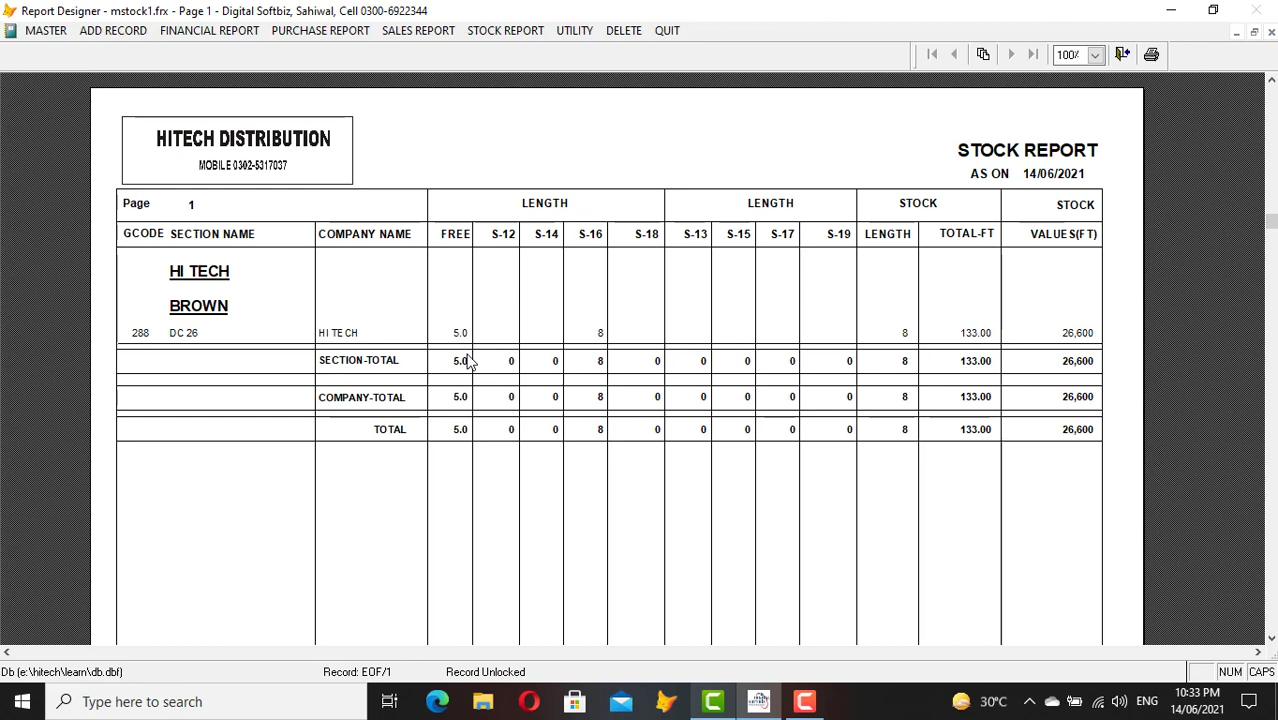 Report Designer - mstock1.frx - Page 1 - Digital Softbiz, Sahiwal, Cell 0300-6922344
MASTER ADD RECORD FINANCIAL REPORT PURCHASE REPORT SALES REPORT STOCK REPORT UTILITY DELETE QUIT
100%
HITECH DISTRIBUTION
MOBILE 0302-5317037
STOCK REPORT
AS ON 14/06/2021
Page 1 LENGTH LENGTH STOCK STOCK
GCODE SECTION NAME COMPANY NAME FREE S-12 S-14 S-16 S-18 S-13 S-15 S-17 S-19 LENGTH TOTAL-FT VALUES(FT)
HI TECH
BROWN
288 DC 26 HI TECH 5.0 8 8 133.00 26,600
SECTION-TOTAL 5.0 0 0 8 0 0 0 0 0 8 133.00 26,600
COMPANY-TOTAL 5.0 0 0 8 0 0 0 0 0 8 133.00 26,600
TOTAL 5.0 0 0 8 0 0 0 0 0 8 133.00 26,600
Db (e:\hitech\learn\db.dbf) Record: EOF/1 Record Unlocked NUM CAPS
Type here to search 30°C ENG 10:33 PM
14/06/2021